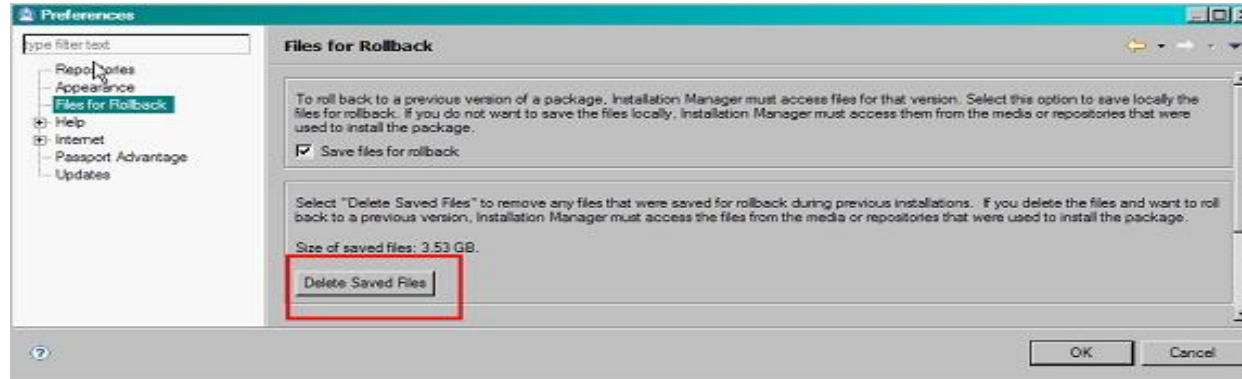 Preferences
type filter text
Repositories
Appearance
Files for Rollback
Help
Internet
Passport Advantage
Updates
Files for Rollback
To roll back to a previous version of a package, Installation Manager must access files for that version. Select this option to save locally the
files for rollback. If you do not want to save the files locally, Installation Manager must access them from the media or repositories that were
used to install the package.
Save files for rollback
Select "Delete Saved Files" to remove any files that were saved for rollback during previous installations. If you delete the files and want to roll
back to a previous version, Installation Manager must access the files from the media or repositories that were used to install the package.
Size of saved files: 3.53 GB.
Delete Saved Files
OK
Cancel